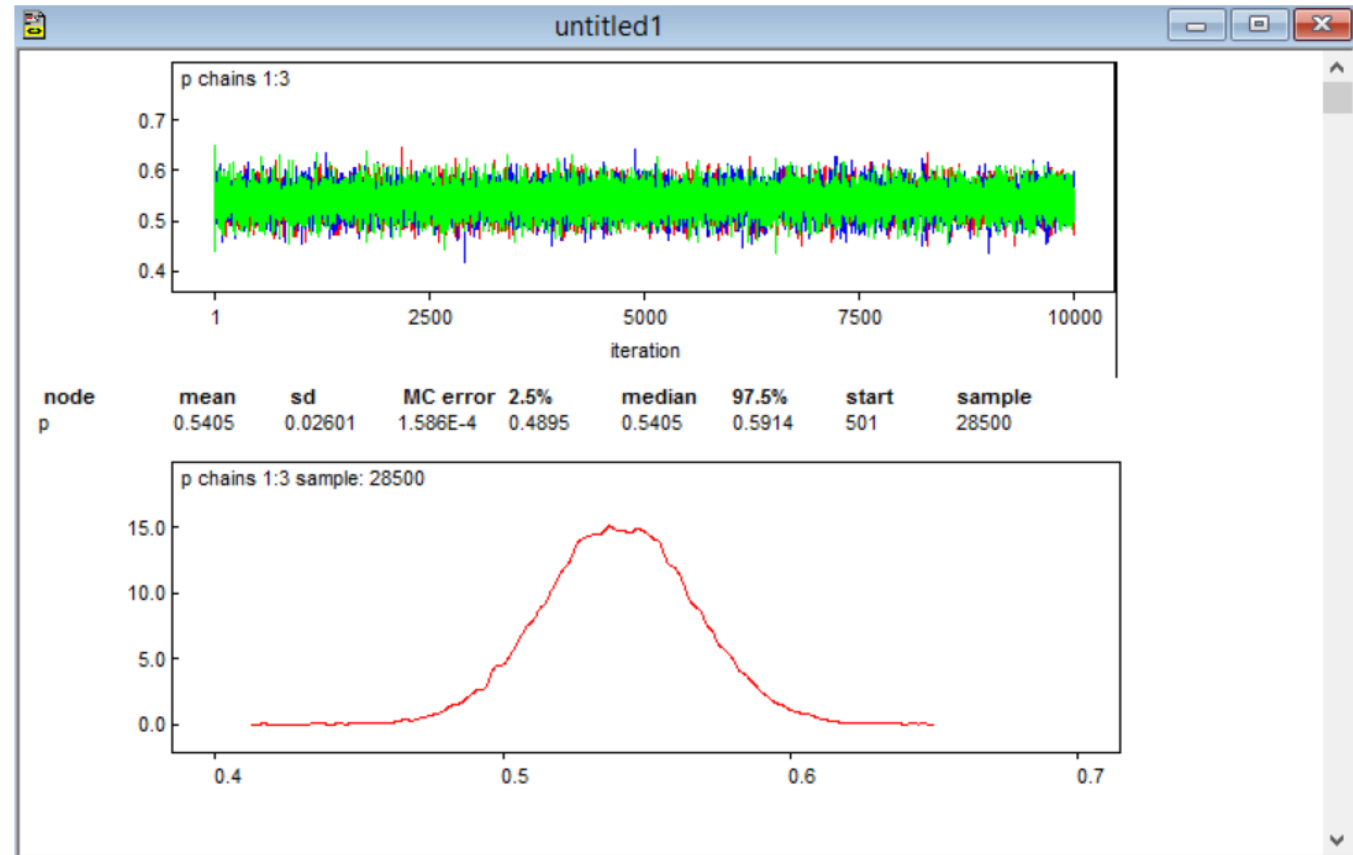 untitled1
p chains 1:3
0.7
0.6
0.5
0.4
1 2500 5000 7500 10000
iteration
node mean sd MC error 2.5% median 97.5% start sample
p 0.5405 0.02601 1.586E-4 0.4895 0.5405 0.5914 501 28500
p chains 1:3 sample: 28500
15.0
10.0
5.0
0.0
0.4 0.5 0.6 0.7